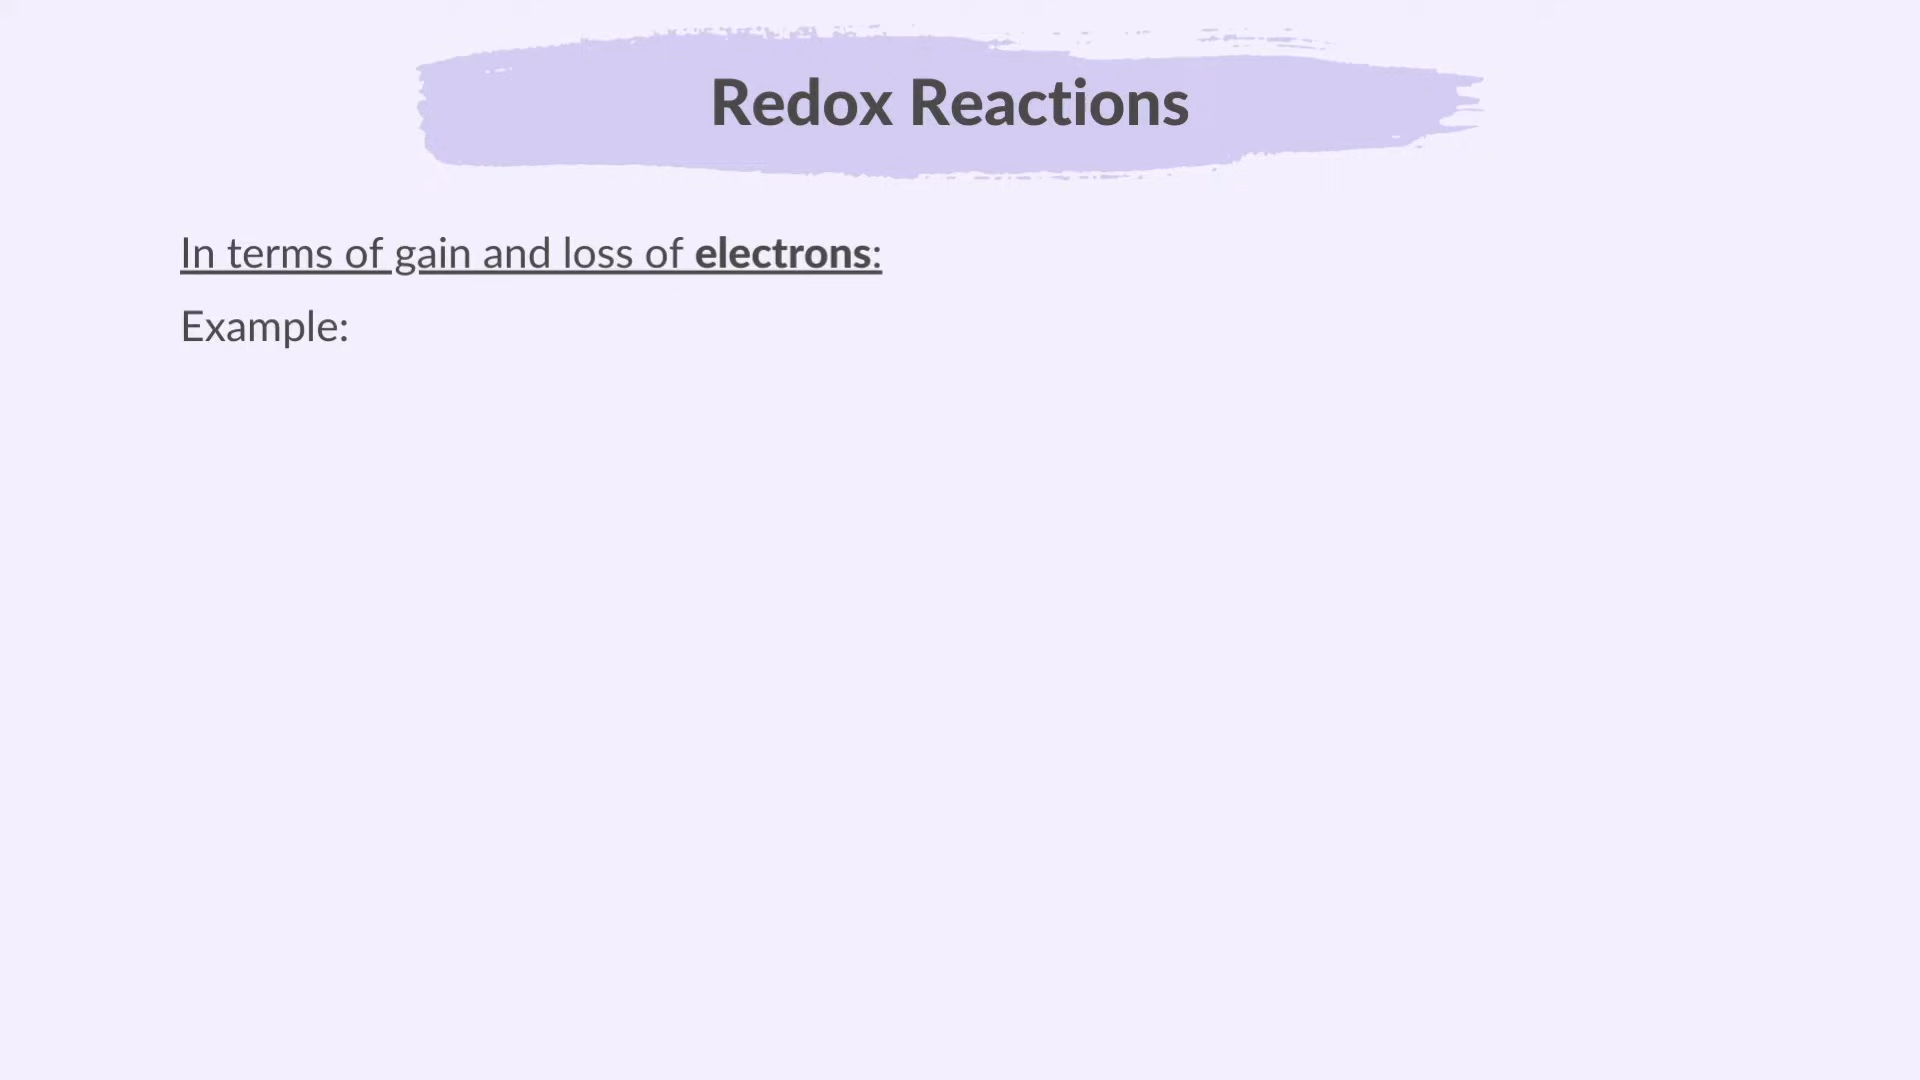 Redox Reactions
In terms of gain and loss of electrons:
Example: